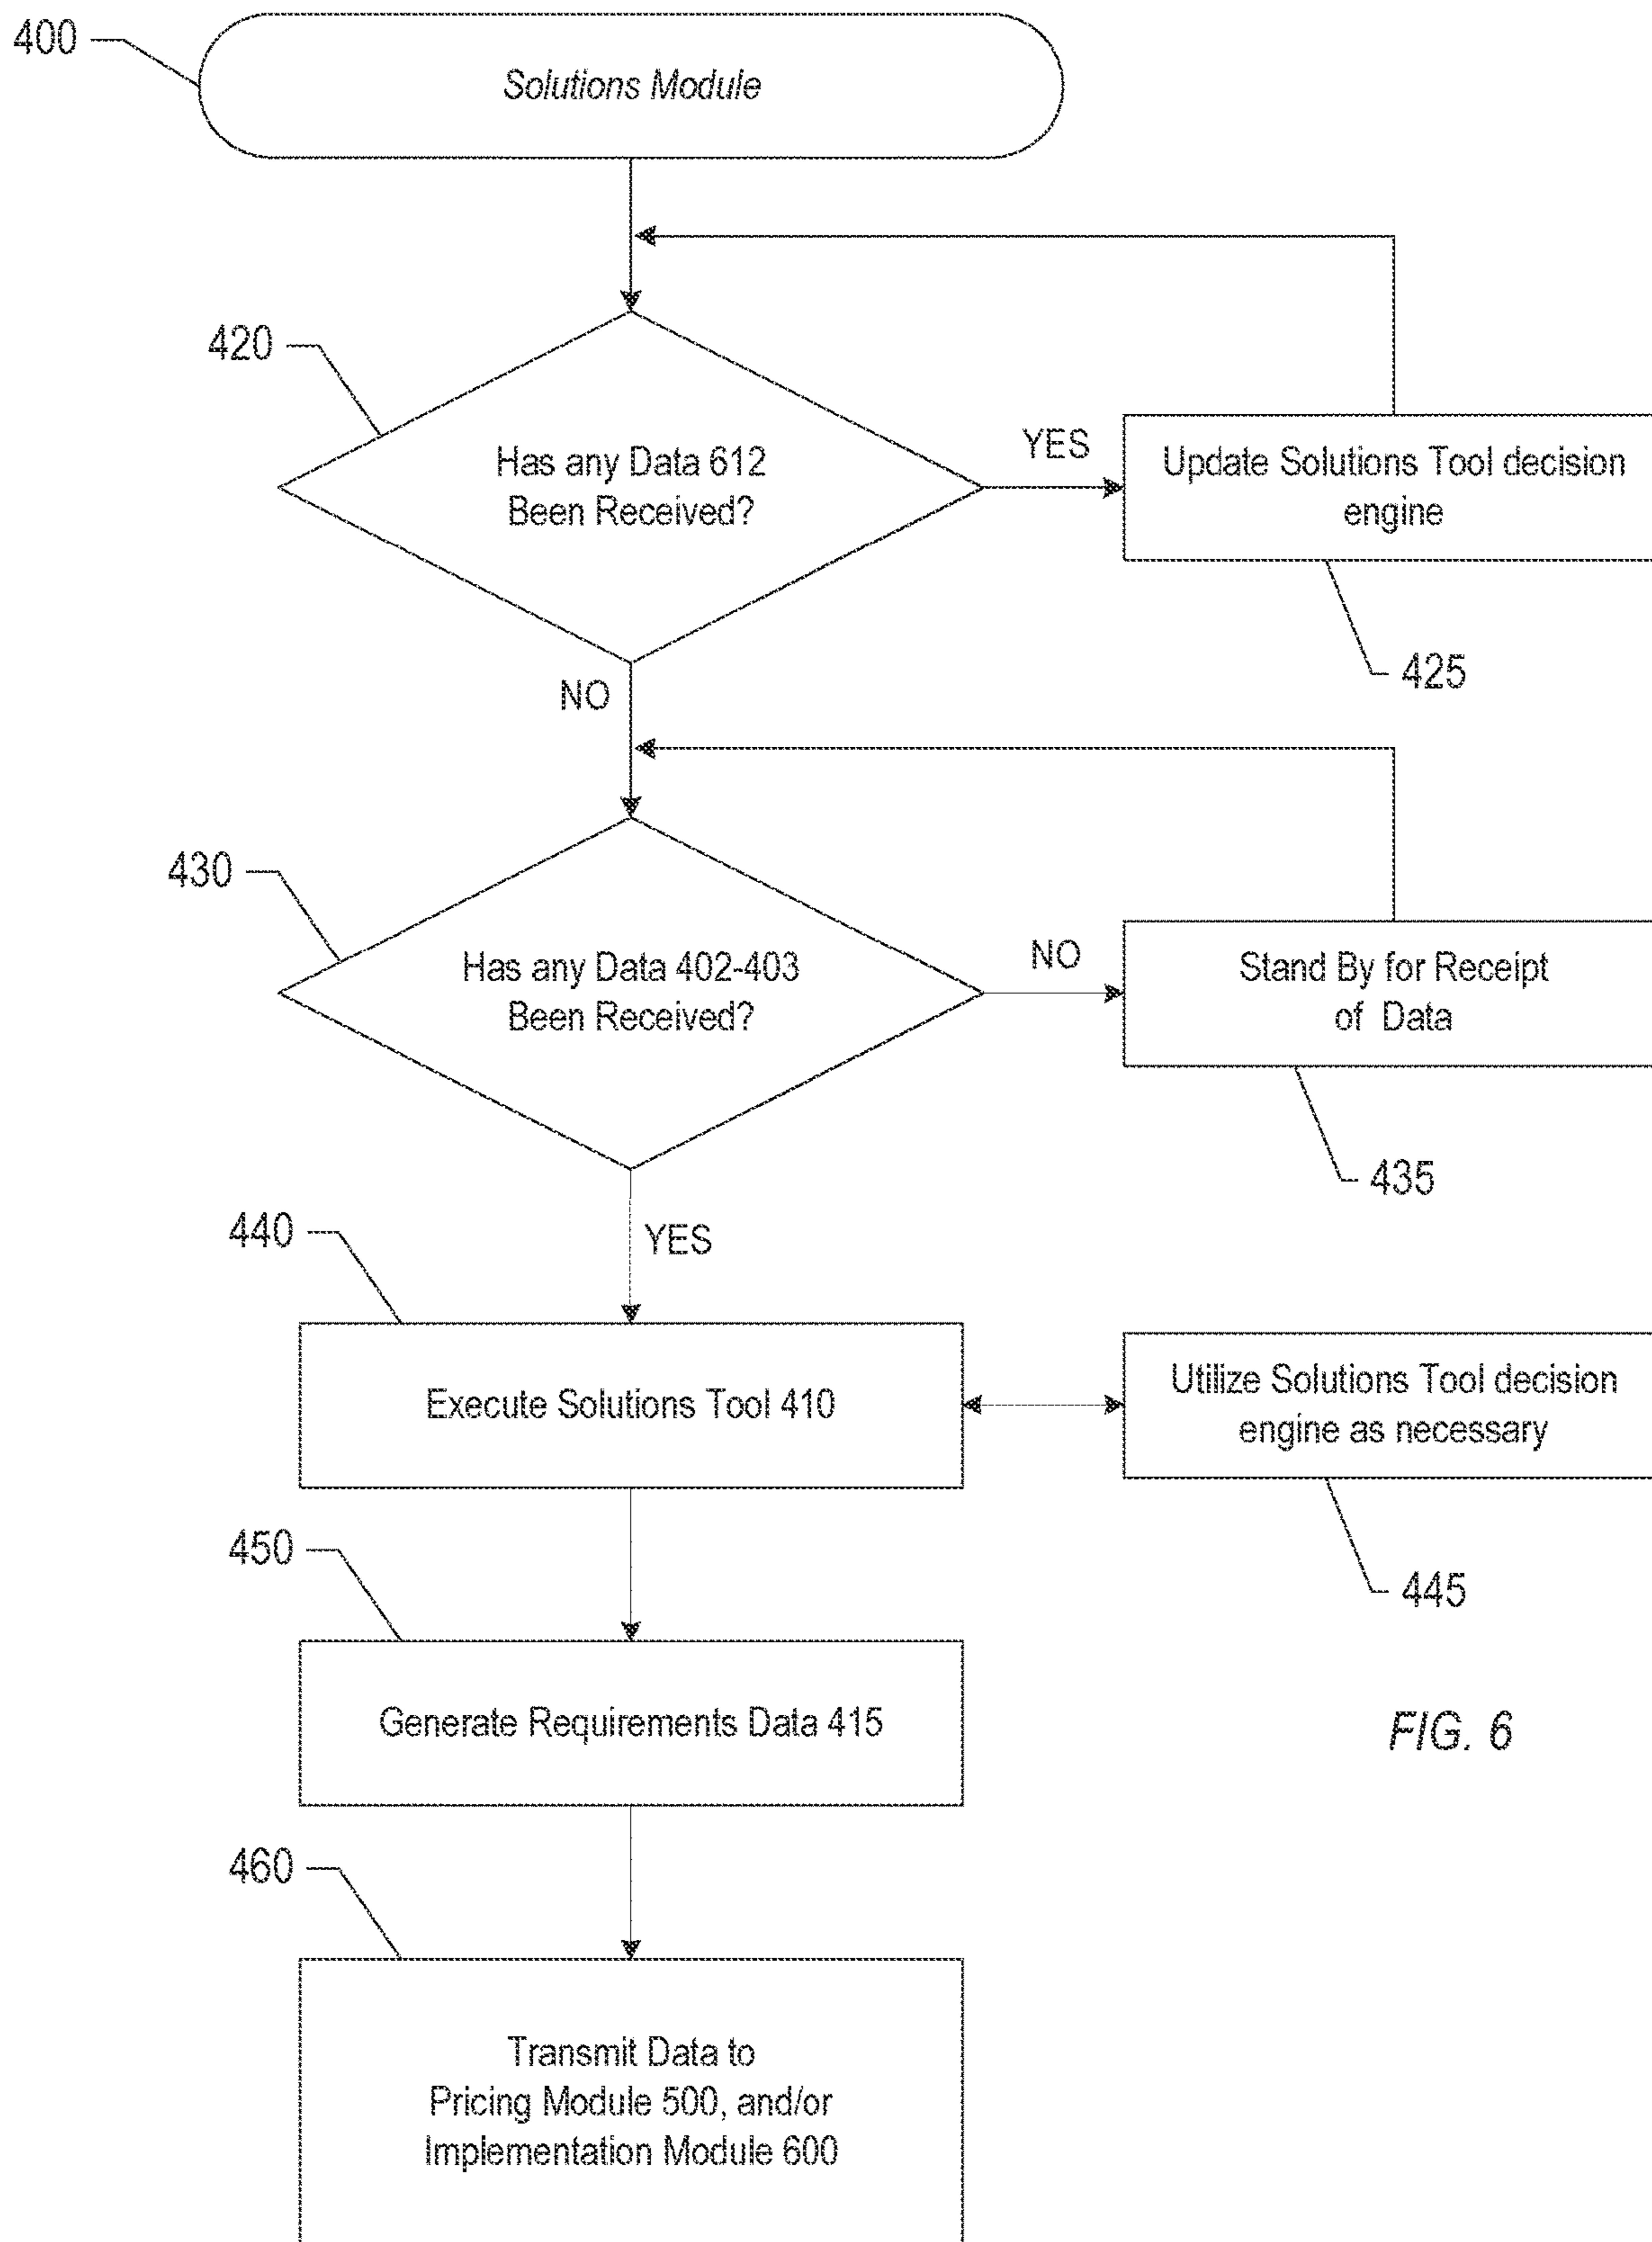 400
Solutions Module
420
Has any Data 612
Been Received?
YES
Update Solutions Tool decision
engine
425
NO
430
Has any Data 402-403
Been Received?
NO
Stand By for Receipt
of Data
435
YES
440
Execute Solutions Tool 410
Utilize Solutions Tool decision
engine as necessary
445
450
Generate Requirements Data 415
FIG. 6
460
Transmit Data to
Pricing Module 500, and/or
Implementation Module 600